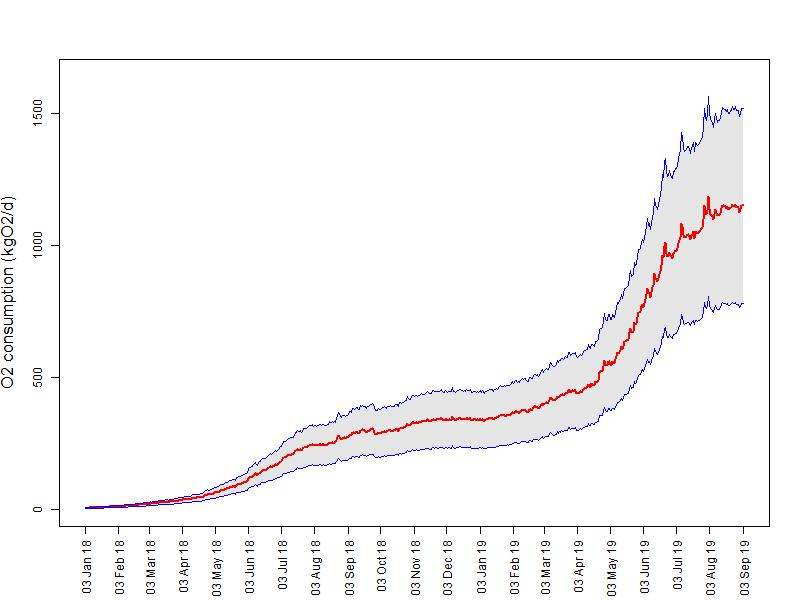 O2 consumption (kgO2/d)
1500
1000
500
0
03 Jan 18
03 Feb 18
03 Mar 18
03 Apr 18
03 May 18
03 Jun 18
03 Jul 18
03 Aug 18
03 Sep 18
03 Oct 18
03 Nov 18
03 Dec 18
03 Jan 19
03 Feb 19
03 Mar 19
03 Apr 19
03 May 19
03 Jun 19
03 Jul 19
03 Aug 19
03 Sep 19